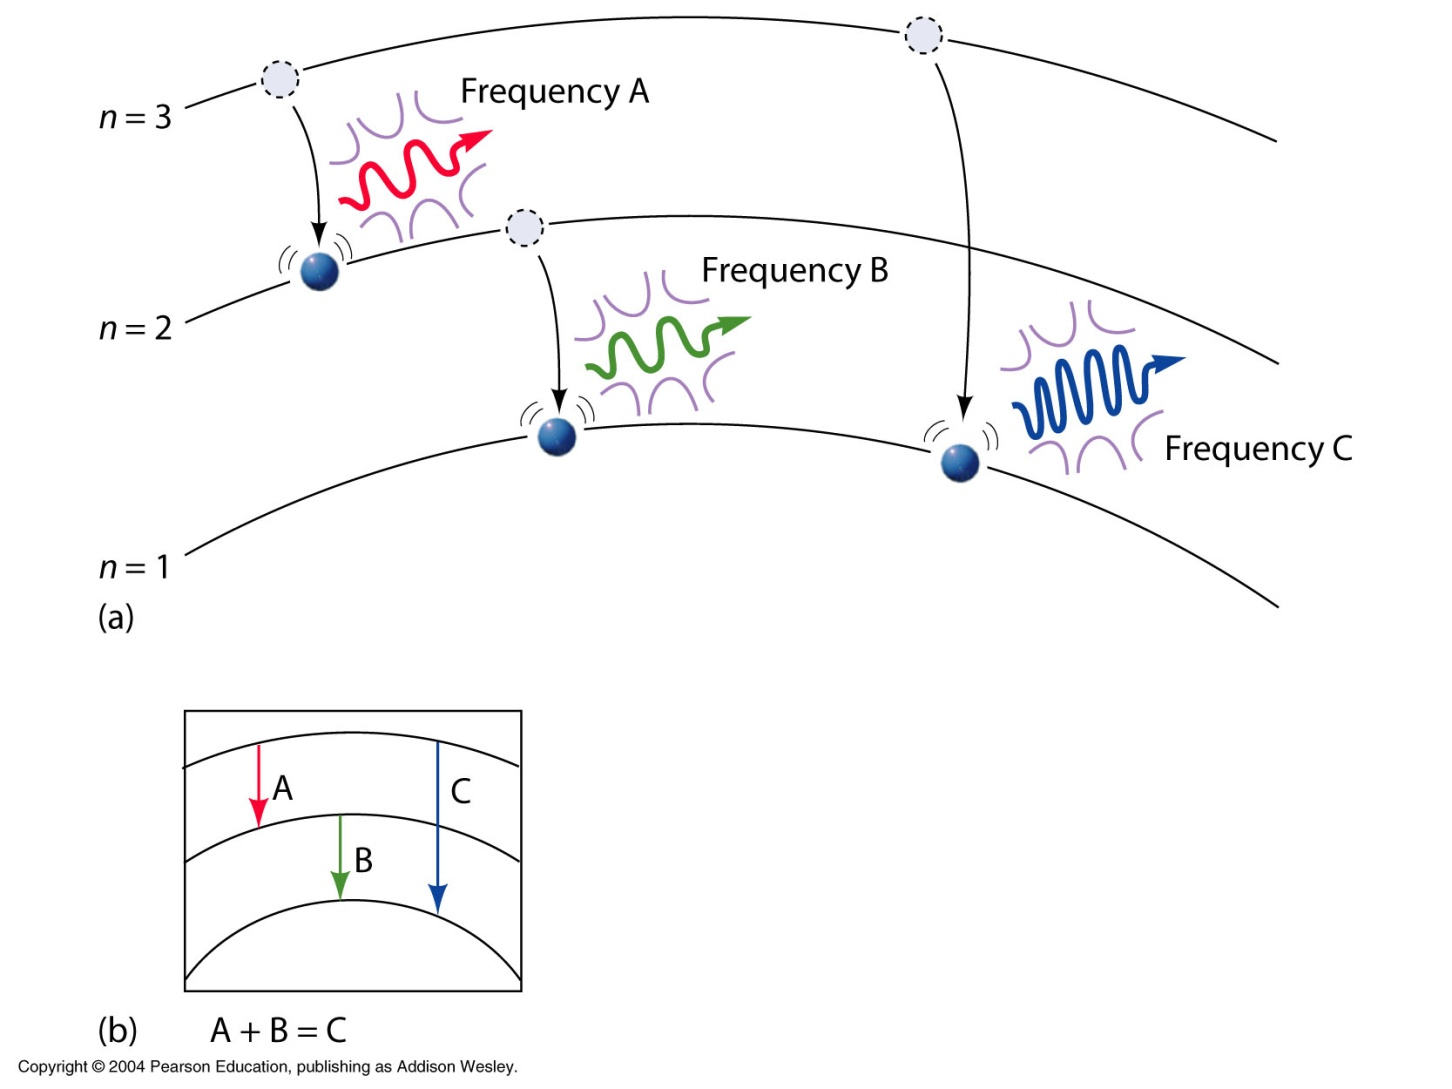 Frequency A
n = 3
Frequency B
n = 2
Frequency C
n = 1
(a)
A
C
B
(b) A + B = C
Copyright © 2004 Pearson Education, publishing as Addison Wesley.